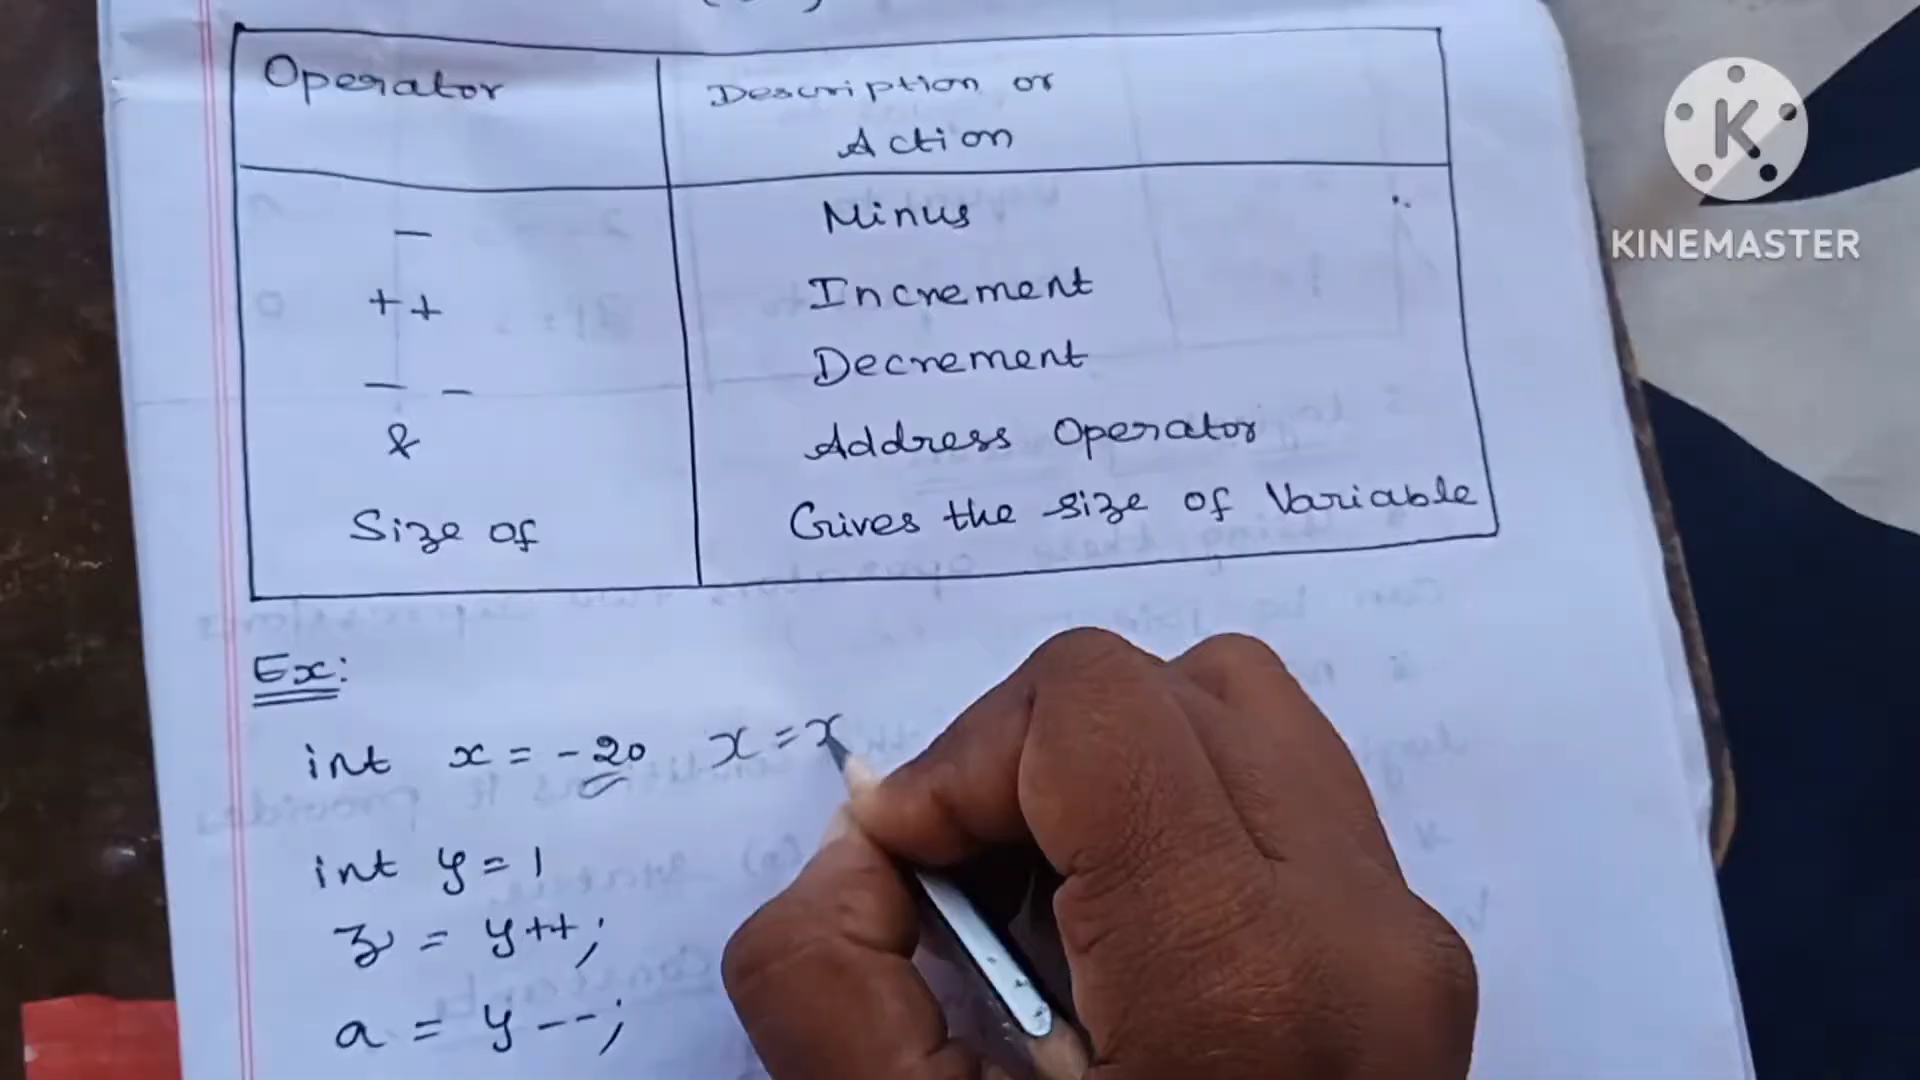 Operator Description or
Action
- Minus
++ Increment
-- Decrement
& Address Operator
Size of Gives the size of Variable
Ex:
int x = -20 x = x
int y = 1
z = y++;
a = y--;
K
KINEMASTER